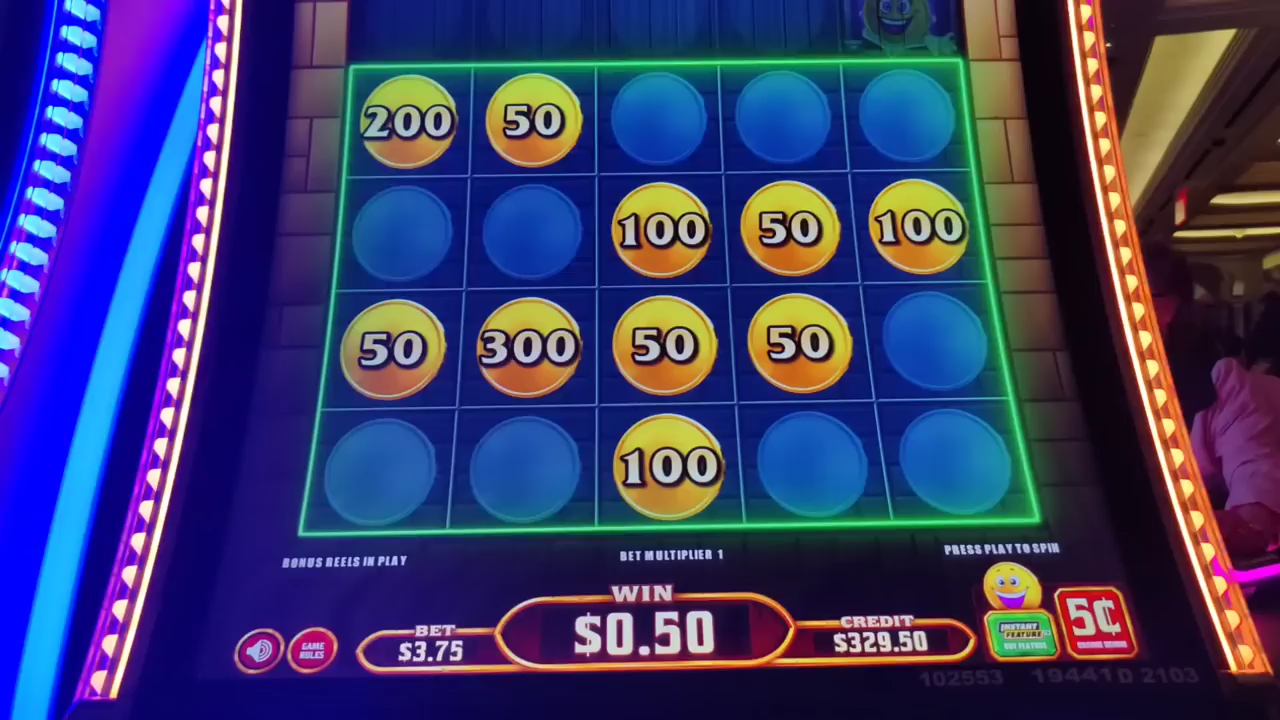 200 50
100 50 100
50 300 50 50
100
BONUS REELS IN PLAY
BET MULTIPLIER 1
PRESS PLAY TO SPIN
WIN
$0.50
BET
$3.75
CREDIT
$329.50
GAME
RULES
INSTANT
FEATURE
BUY FEATURE
5¢
102553 19441D 2103